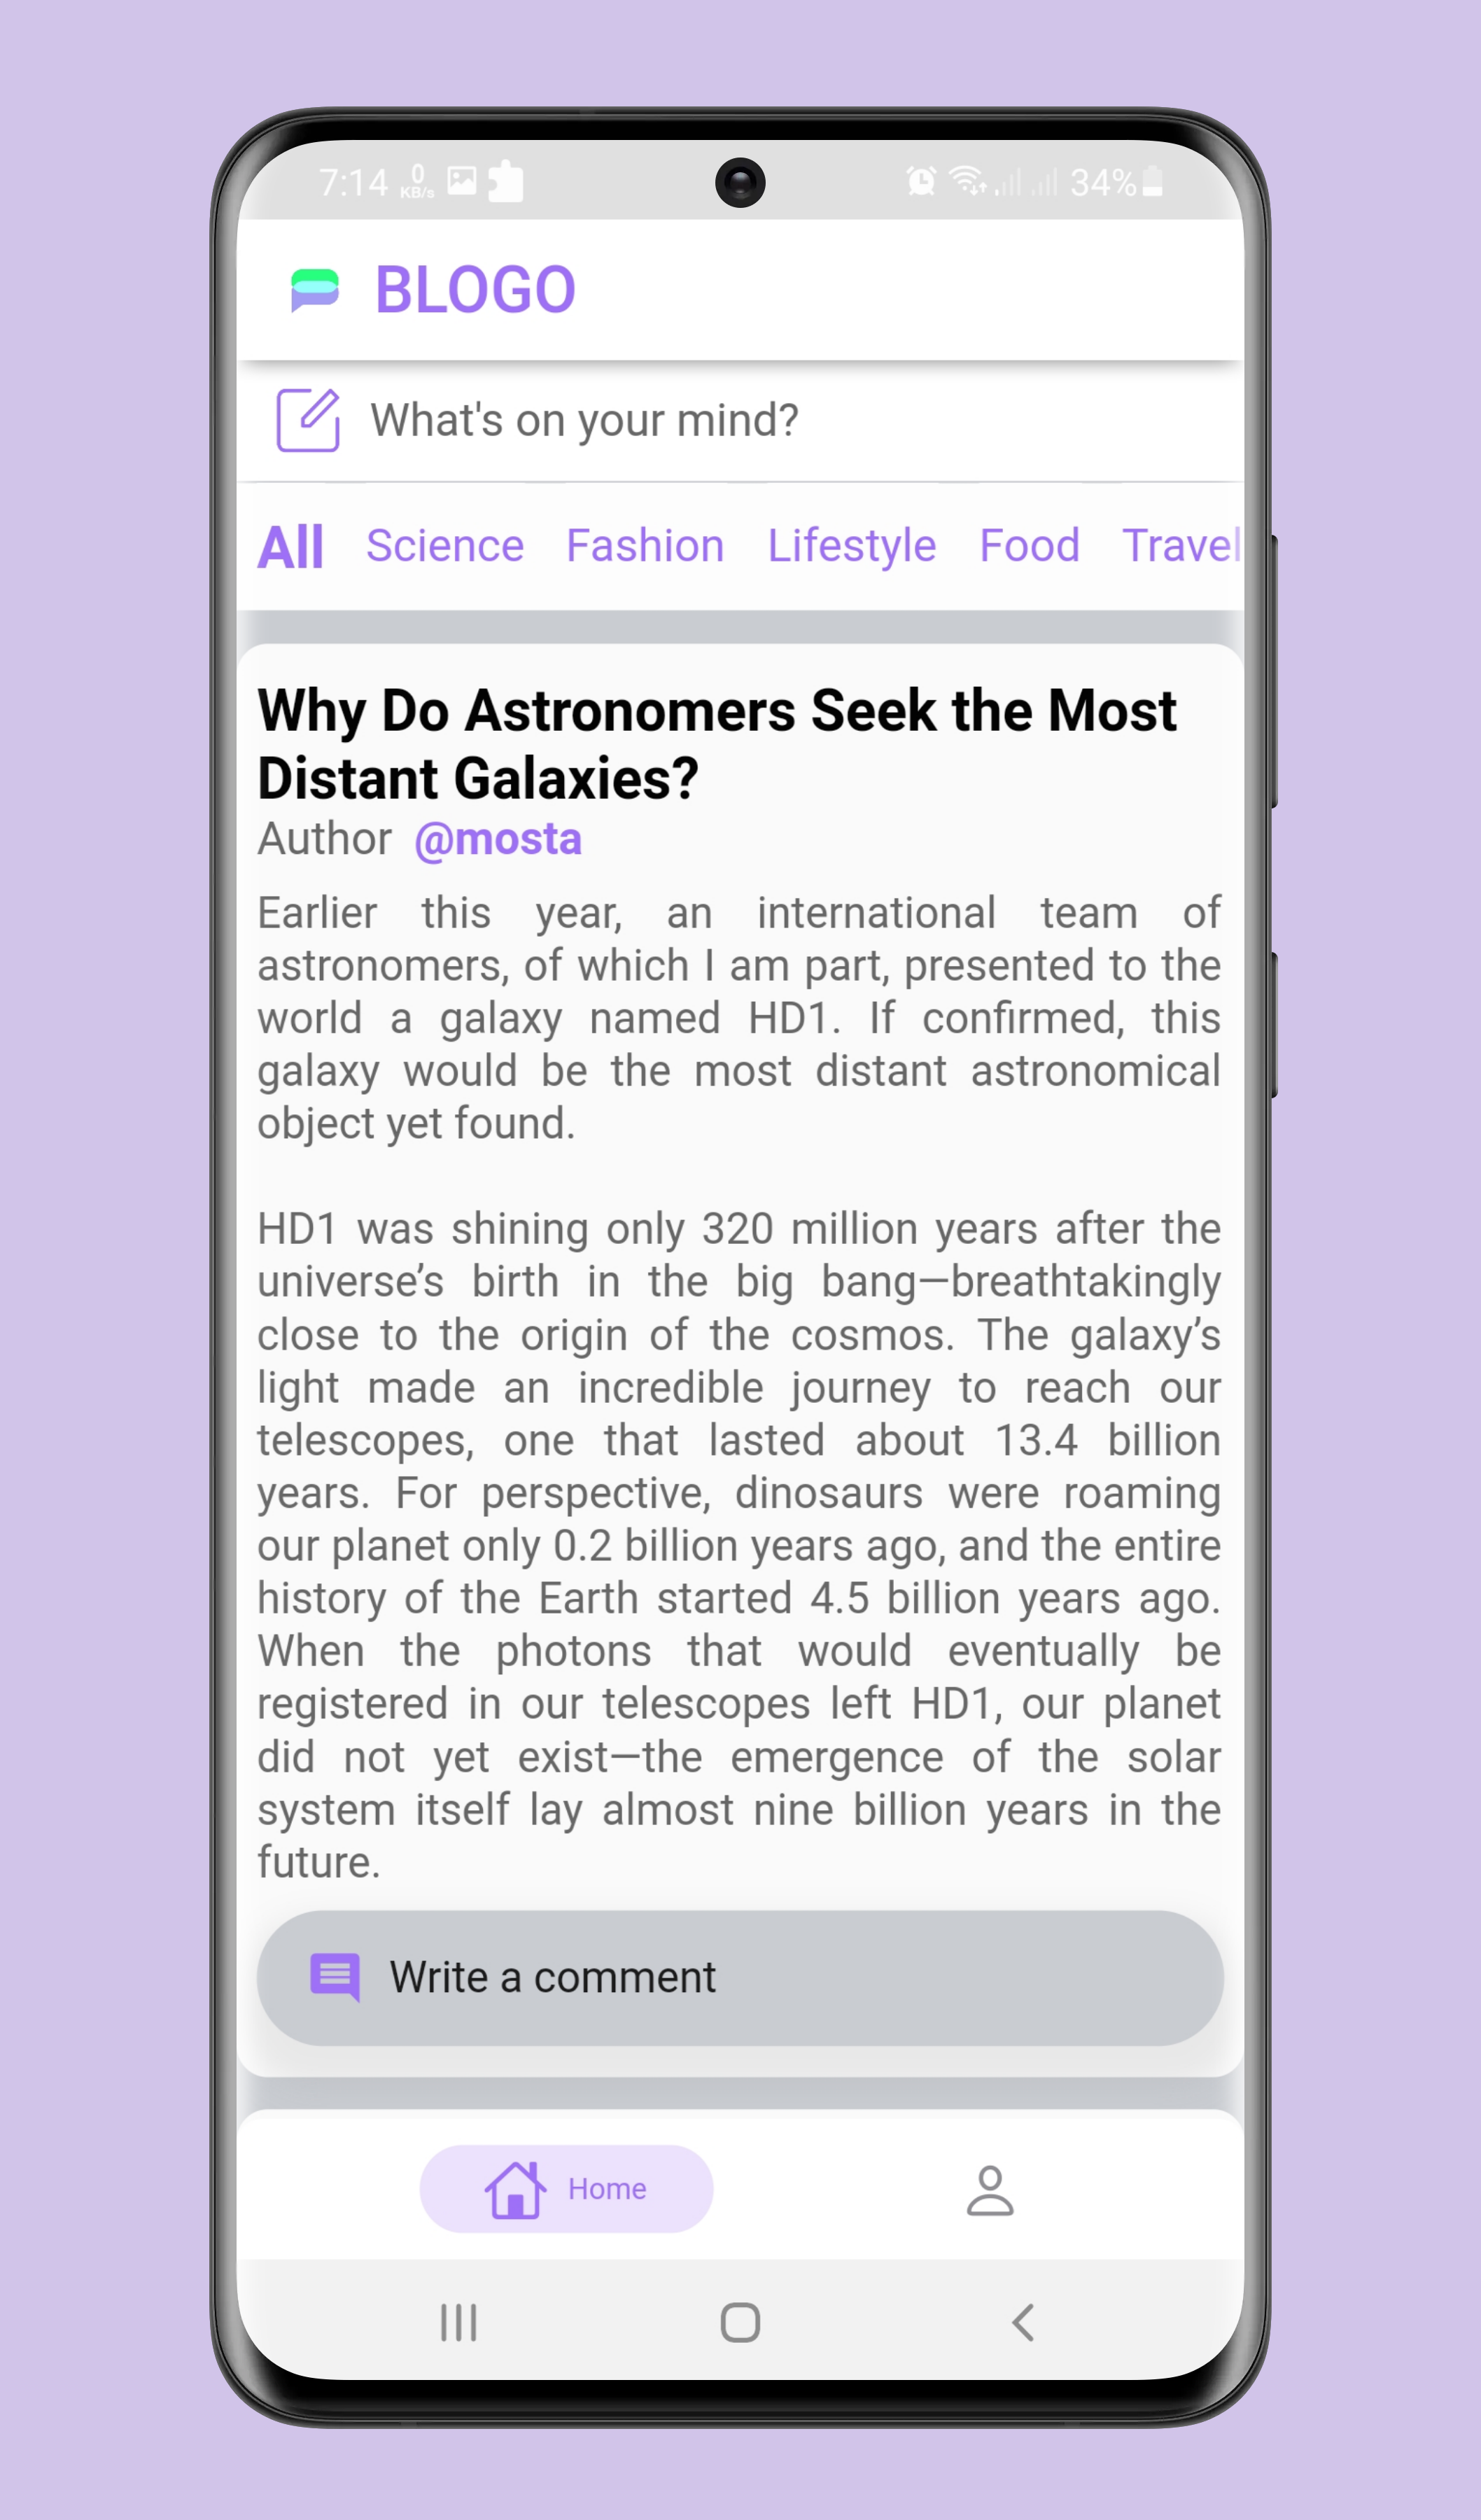 7:14 0 KB/s 34%
BLOGO
What's on your mind?
All Science Fashion Lifestyle Food Travel
Why Do Astronomers Seek the Most
Distant Galaxies?
Author @mosta
Earlier this year, an international team of
astronomers, of which I am part, presented to the
world a galaxy named HD1. If confirmed, this
galaxy would be the most distant astronomical
object yet found.
HD1 was shining only 320 million years after the
universe’s birth in the big bang—breathtakingly
close to the origin of the cosmos. The galaxy’s
light made an incredible journey to reach our
telescopes, one that lasted about 13.4 billion
years. For perspective, dinosaurs were roaming
our planet only 0.2 billion years ago, and the entire
history of the Earth started 4.5 billion years ago.
When the photons that would eventually be
registered in our telescopes left HD1, our planet
did not yet exist—the emergence of the solar
system itself lay almost nine billion years in the
future.
Write a comment
Home